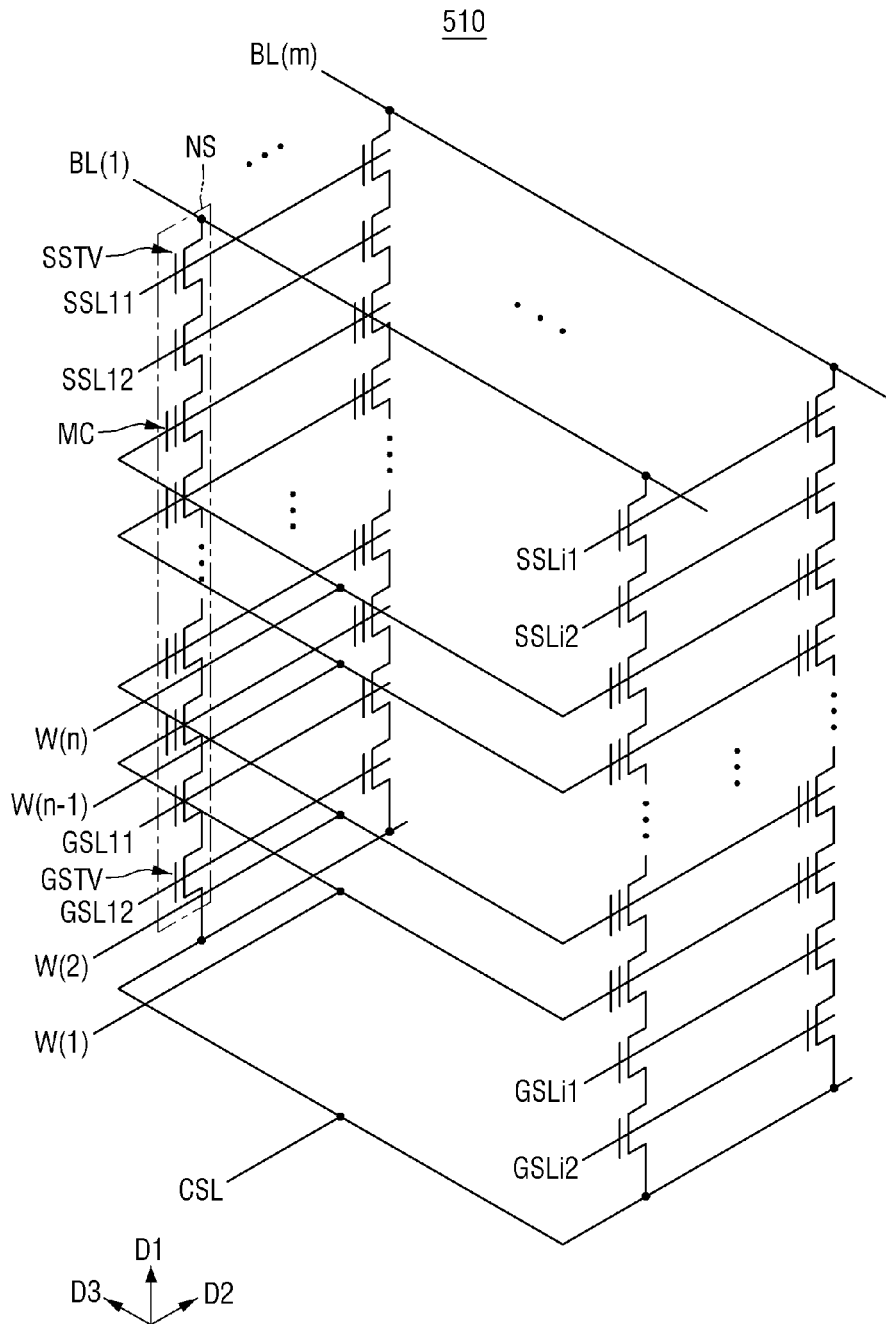 510
BL(m)
NS
BL(1)
SSTV
SSL11
SSL12
MC
SSLi1
SSLi2
W(n)
W(n-1)
GSL11
GSTV
GSL12
W(2)
W(1)
GSLi1
GSLi2
CSL
D1
D3
D2